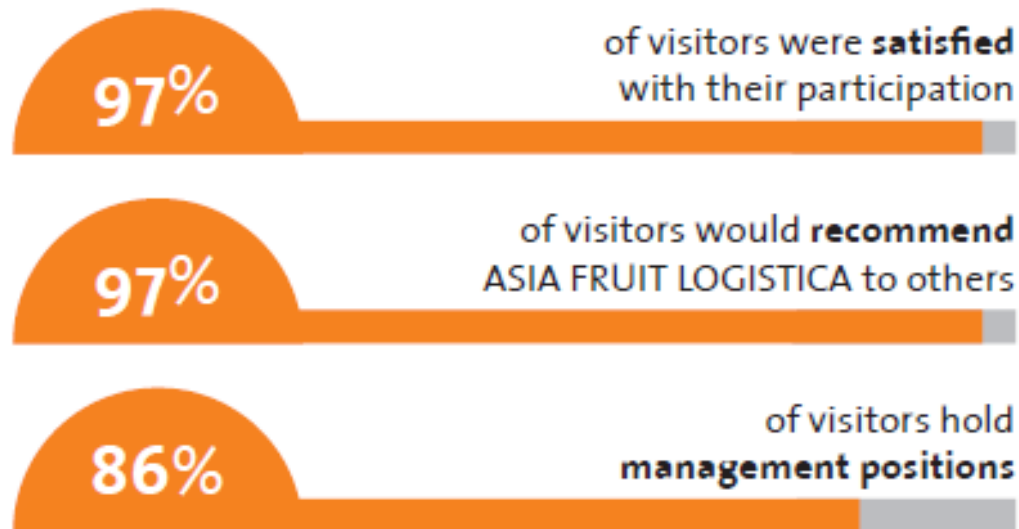 97%
of visitors were satisfied
with their participation
97%
of visitors would recommend
ASIA FRUIT LOGISTICA to others
86%
of visitors hold
management positions